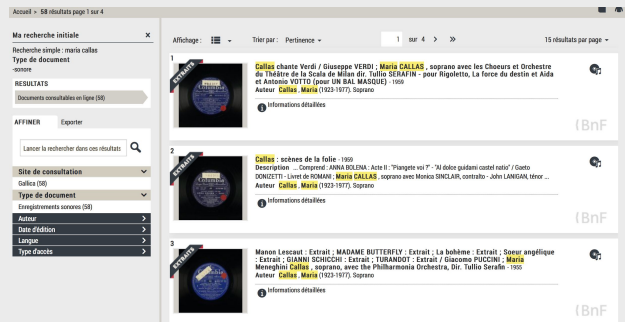 Accueil » 58 résultats page 1 sur 4
Ma recherche initiale x
Recherche simple : maria callas
Type de document
-sonore
RESULTATS
Documents consultables en ligne (58)
AFFINER Exporter
Lancer la rechercher dans ces résultats
Site de consultation
Gallica (58)
Type de document
Enregistrements sonores (58)
Auteur
Date d'édition
Langue
Type d'accès
Affichage : Trier par : Pertinence 1 sur 4 > » 15 résultats par page
1
EXTRAITS
Columbia
Callas chante Verdi / Giuseppe VERDI ; Maria CALLAS , soprano avec les Choeurs et Orchestre
du Théâtre de la Scala de Milan dir. Tullio SERAFIN - pour Rigoletto, La force du destin et Aida
et Antonio VOTTO (pour UN BAL MASQUE) - 1959
Auteur Callas , Maria (1923-1977). Soprano
Informations détaillées
{BnF
2
EXTRAITS
Columbia
Callas : scènes de la folie - 1959
Description ... Comprend : ANNA BOLENA : Acte II : "Piangete voi ?" - "Al dolce guidami castel natio" / Gaeto
DONIZETTI - Livret de ROMANI ; Maria CALLAS , soprano avec Monica SINCLAIR, contralto - John LANIGAN, ténor ...
Auteur Callas , Maria (1923-1977). Soprano
Informations détaillées
{BnF
3
EXTRAITS
Columbia
Manon Lescaut : Extrait ; MADAME BUTTERFLY : Extrait ; La bohème : Extrait ; Soeur angélique
: Extrait ; GIANNI SCHICCHI : Extrait ; TURANDOT : Extrait / Giacomo PUCCINI ; Maria
Meneghini Callas , soprano, avec the Philharmonia Orchestra, Dir. Tullio Serafin - 1955
Auteur Callas , Maria (1923-1977). Soprano
Informations détaillées
{BnF